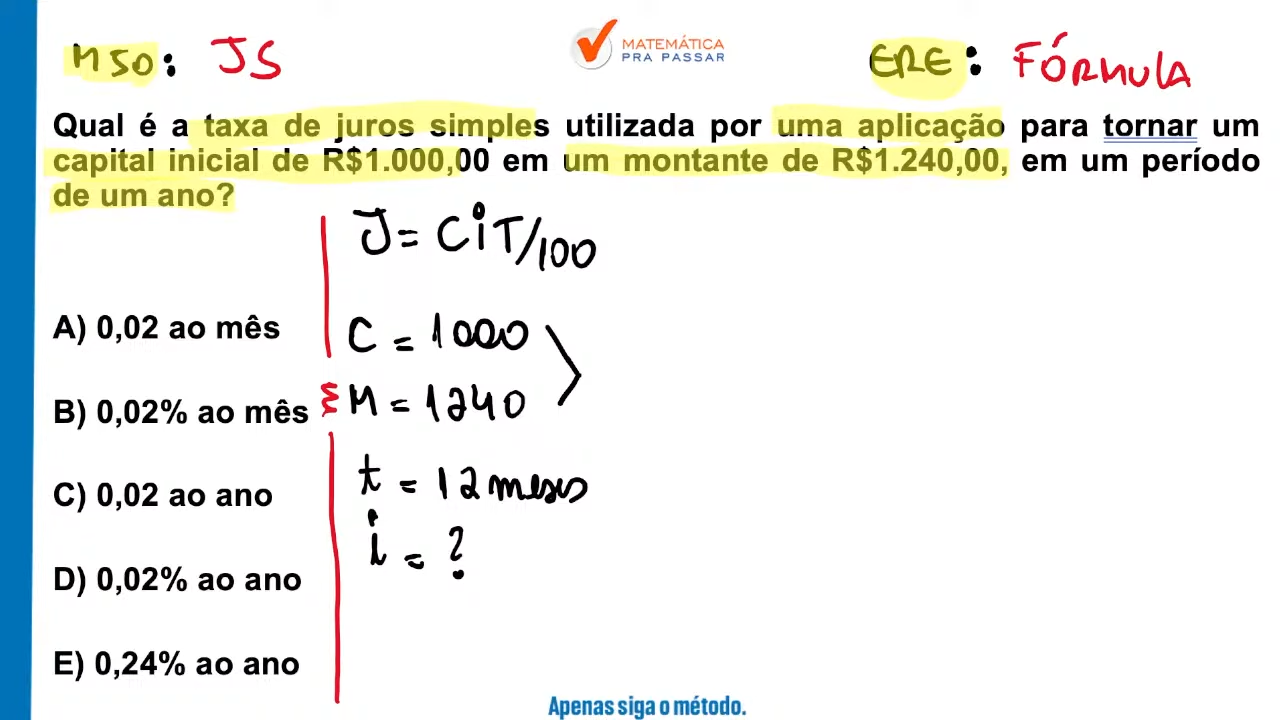 MSO: JS
MATEMÁTICA
PRA PASSAR
ERE: FÓRMULA
Qual é a taxa de juros simples utilizada por uma aplicação para tornar um
capital inicial de R$1.000,00 em um montante de R$1.240,00, em um período
de um ano?
J = CiT/100
A) 0,02 ao mês
C = 1000
B) 0,02% ao mês
M = 1240
C) 0,02 ao ano
t = 12 meses
D) 0,02% ao ano
i = ?
E) 0,24% ao ano
Apenas siga o método.